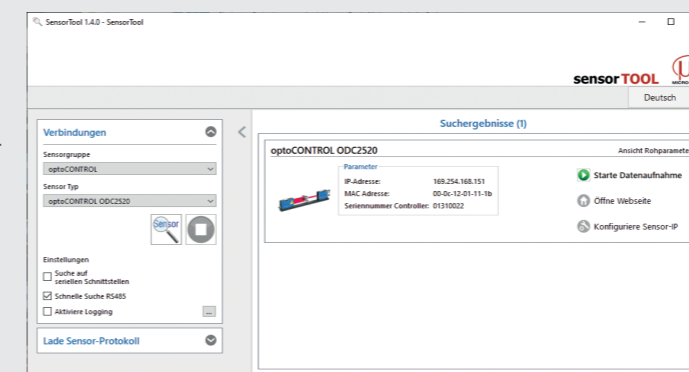 SensorTool 1.4.0 - SensorTool
sensorTOOL
Deutsch
Verbindungen
Sensorgruppe
optoCONTROL
Sensor Typ
optoCONTROL ODC2520
Sensor
Einstellungen
Suche auf
seriellen Schnittstellen
Schnelle Suche RS485
Aktiviere Logging
...
Lade Sensor-Protokoll
Suchergebnisse (1)
optoCONTROL ODC2520
Ansicht Rohparamete
Parameter
IP-Adresse: 169.254.168.151
MAC Adresse: 00-0c-12-01-11-1b
Seriennummer Controller: 01310022
Starte Datenaufnahme
Öffne Webseite
Konfiguriere Sensor-IP